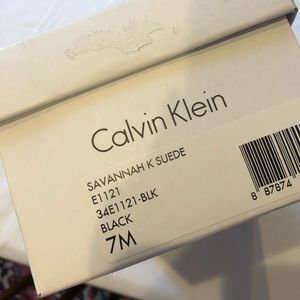 Calvin Klein
SAVANNAH K SUEDE
E1121
34E1121-BLK
BLACK
7M
8 87874